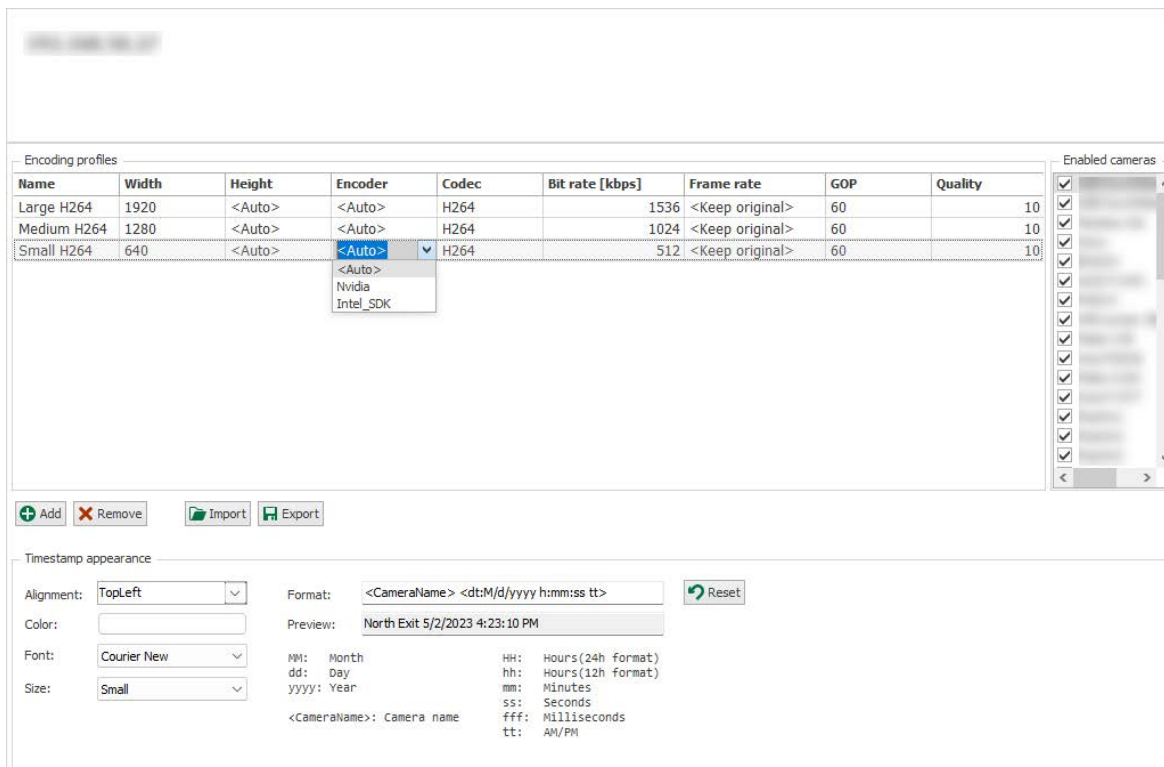 Encoding profiles
Enabled cameras
Name Width Height Encoder Codec Bit rate [kbps] Frame rate GOP Quality
Large H264 1920 <Auto> <Auto> H264 1536 <Keep original> 60 10
Medium H264 1280 <Auto> <Auto> H264 1024 <Keep original> 60 10
Small H264 640 <Auto> <Auto> H264 512 <Keep original> 60 10
<Auto>
Nvidia
Intel_SDK
Add Remove Import Export
Timestamp appearance
Alignment: TopLeft Format: <CameraName> <dt:M/d/yyyy h:mm:ss tt> Reset
Color: Preview: North Exit 5/2/2023 4:23:10 PM
Font: Courier New
Size: Small
MM: Month HH: Hours(24h format)
dd: Day hh: Hours(12h format)
yyyy: Year mm: Minutes
ss: Seconds
<CameraName>: Camera name fff: Milliseconds
tt: AM/PM